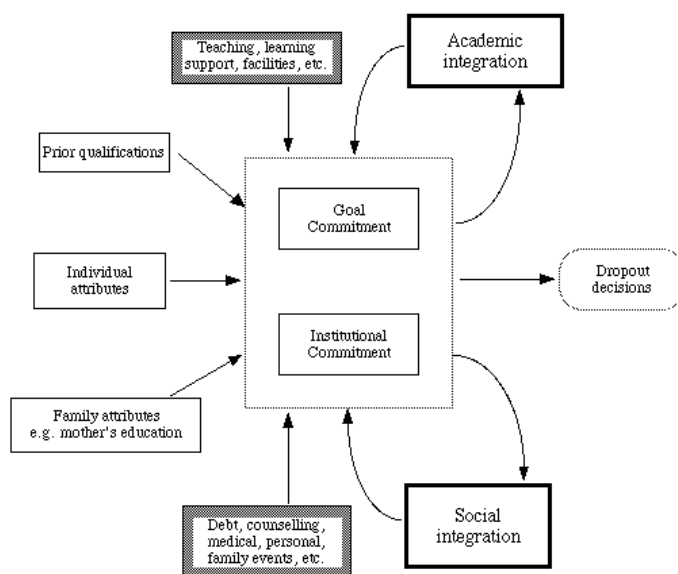 Teaching, learning
support, facilities, etc.
Academic
integration
Prior qualifications
Goal
Commitment
Individual
attributes
Dropout
decisions
Institutional
Commitment
Family attributes
e.g. mother's education
Debt, counselling,
medical, personal,
family events, etc.
Social
integration